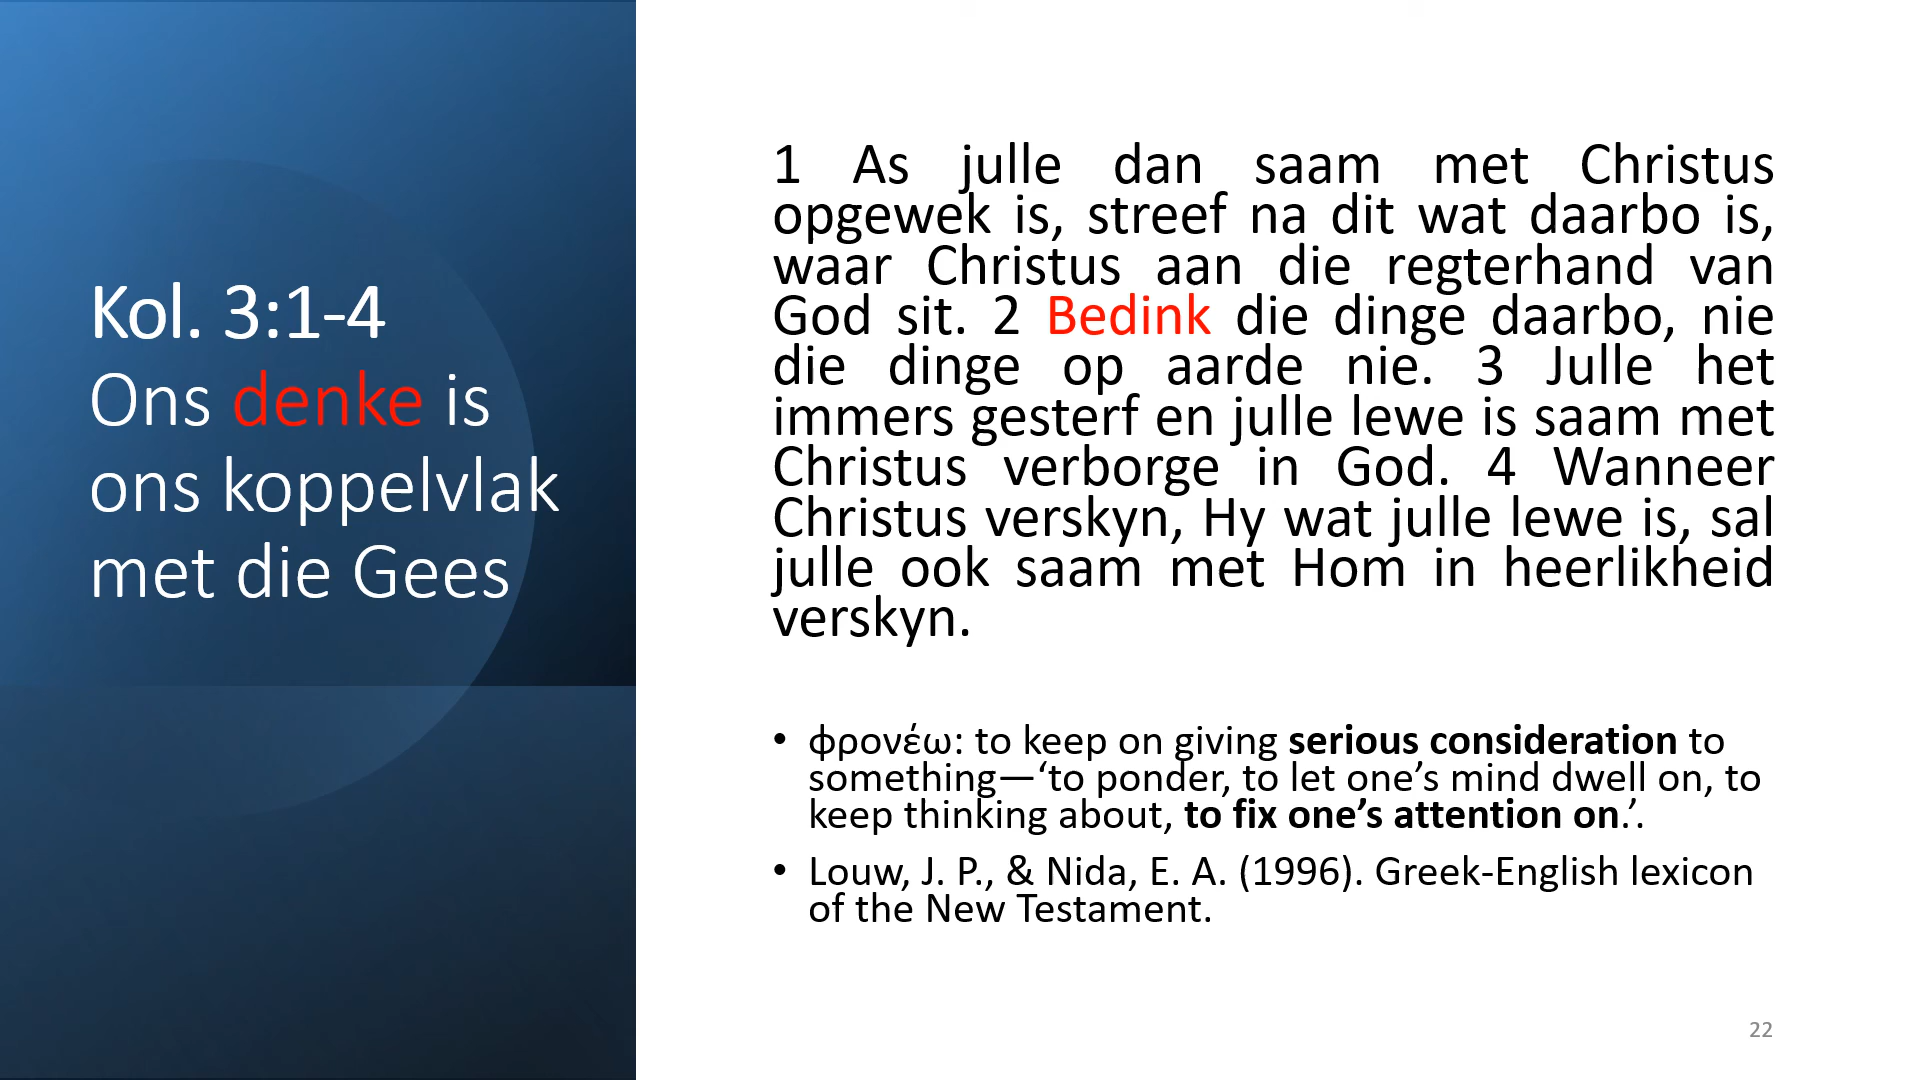 Kol. 3:1-4
Ons denke is
ons koppelvlak
met die Gees
1 As julle dan saam met Christus
opgewek is, streef na dit wat daarbo is,
waar Christus aan die regterhand van
God sit. 2 Bedink die dinge daarbo, nie
die dinge op aarde nie. 3 Julle het
immers gesterf en julle lewe is saam met
Christus verborge in God. 4 Wanneer
Christus verskyn, Hy wat julle lewe is, sal
julle ook saam met Hom in heerlikheid
verskyn.
• φρονέω: to keep on giving serious consideration to
something—‘to ponder, to let one’s mind dwell on, to
keep thinking about, to fix one’s attention on.’.
• Louw, J. P., & Nida, E. A. (1996). Greek-English lexicon
of the New Testament.
22